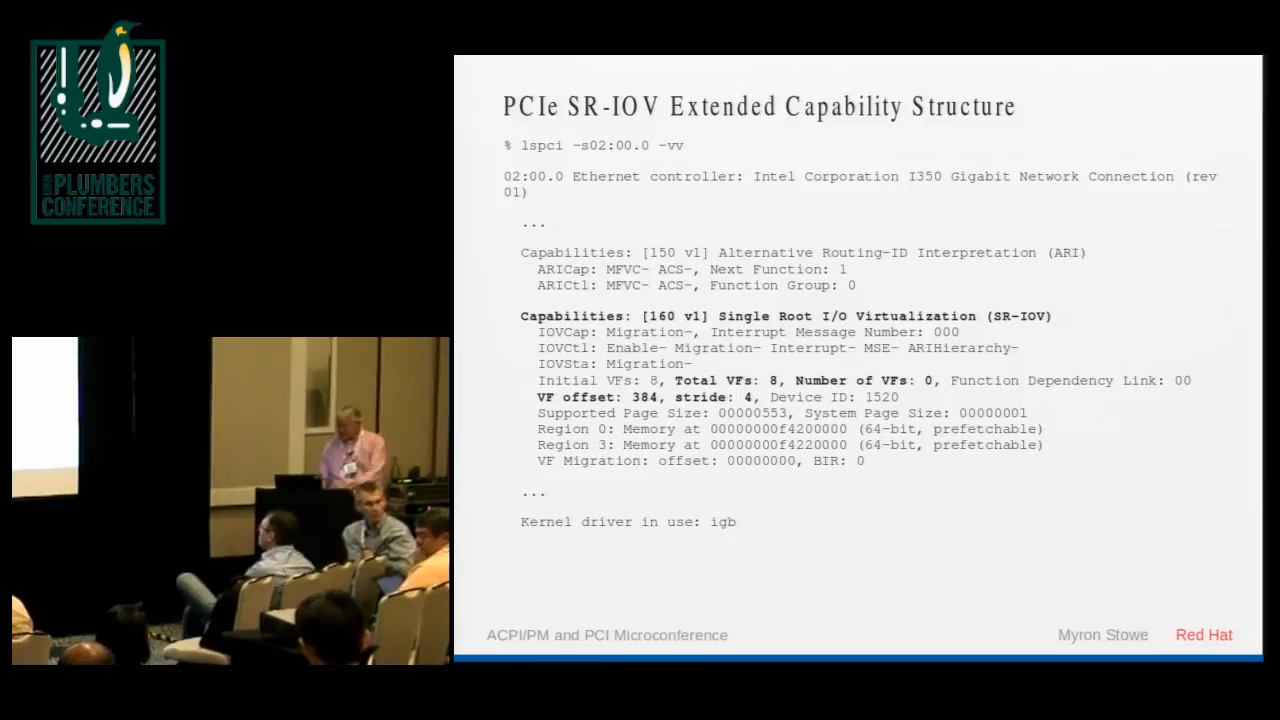 PLUMBERS
CONFERENCE
PCIe SR-IOV Extended Capability Structure
% lspci -s02:00.0 -vv
02:00.0 Ethernet controller: Intel Corporation I350 Gigabit Network Connection (rev
01)
...
Capabilities: [150 v1] Alternative Routing-ID Interpretation (ARI)
ARICap: MFVC- ACS-, Next Function: 1
ARICtl: MFVC- ACS-, Function Group: 0
Capabilities: [160 v1] Single Root I/O Virtualization (SR-IOV)
IOVCap: Migration-, Interrupt Message Number: 000
IOVCtl: Enable- Migration- Interrupt- MSE- ARIHierarchy-
IOVSta: Migration-
Initial VFs: 8, Total VFs: 8, Number of VFs: 0, Function Dependency Link: 00
VF offset: 384, stride: 4, Device ID: 1520
Supported Page Size: 00000553, System Page Size: 00000001
Region 0: Memory at 00000000f4200000 (64-bit, prefetchable)
Region 3: Memory at 00000000f4220000 (64-bit, prefetchable)
VF Migration: offset: 00000000, BIR: 0
...
Kernel driver in use: igb
ACPI/PM and PCI Microconference
Myron Stowe Red Hat